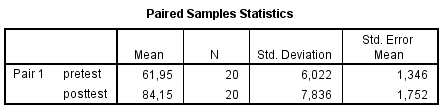 Paired Samples Statistics
Mean N Std. Deviation Std. Error Mean
Pair 1 pretest 61,95 20 6,022 1,346
posttest 84,15 20 7,836 1,752